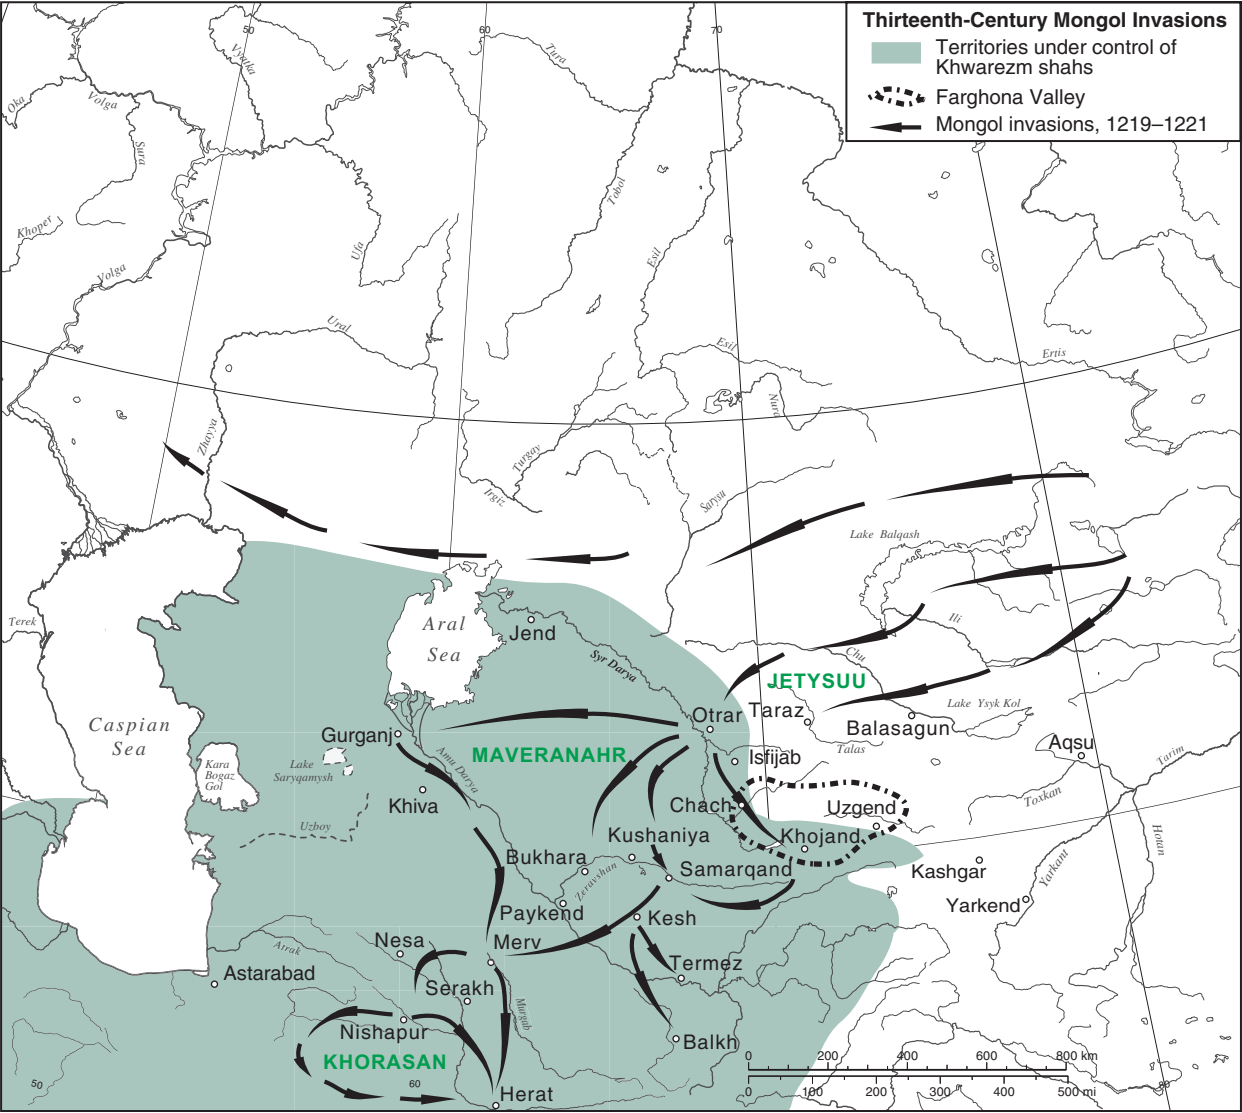 Thirteenth-Century Mongol Invasions
Territories under control of
Khwarezm shahs
Farghona Valley
Mongol invasions, 1219–1221
50
60
70
Vyatka
Tura
Oka
Volga
Sura
Tobol
Khoper
Ufa
Esil
Volga
Ural
Esil
Ertis
Nura
Zhayya
Turgay
Irgiz
Sarysu
Lake Balqash
Terek
Aral
Sea
Jend
Syr Darya
Ili
Chu
JETYSUU
Lake Ysyk Kol
Caspian
Sea
Otrar
Taraz
Balasagun
Gurganj
MAVERANAHR
Talas
Aqsu
Tarim
Isfijab
Kara
Bogaz
Gol
Lake
Saryqamysh
Amu Darya
Khiva
Chach
Uzgend
Toxkan
Uzboy
Kushaniya
Khojand
Hotan
Bukhara
Zeravshan
Samarqand
Kashgar
Yarkant
Paykend
Kesh
Yarkend
Nesa
Merv
Atrak
Astarabad
Termez
Serakh
Murgab
Nishapur
Balkh
KHORASAN
50
60
Herat
0 200 400 600 800 km
0 100 200 300 400 500 mi
80